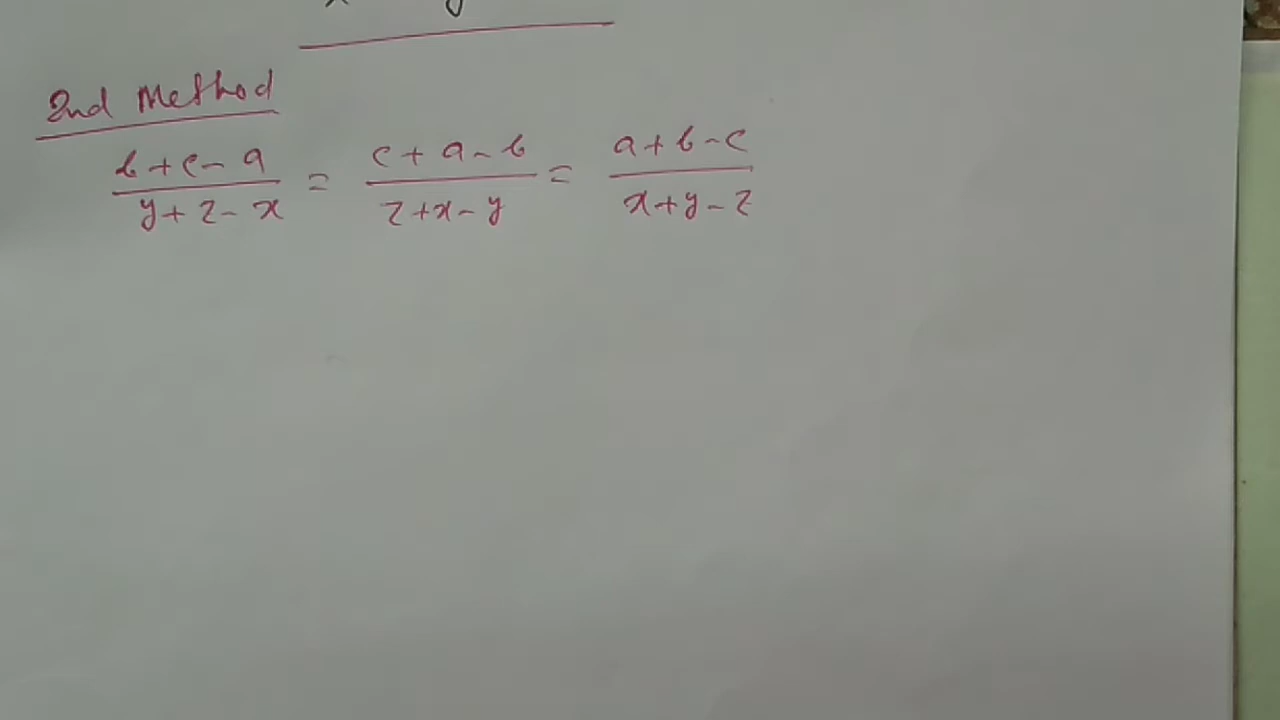 2nd Method
b+c-a / y+z-x = c+a-b / z+x-y = a+b-c / x+y-z